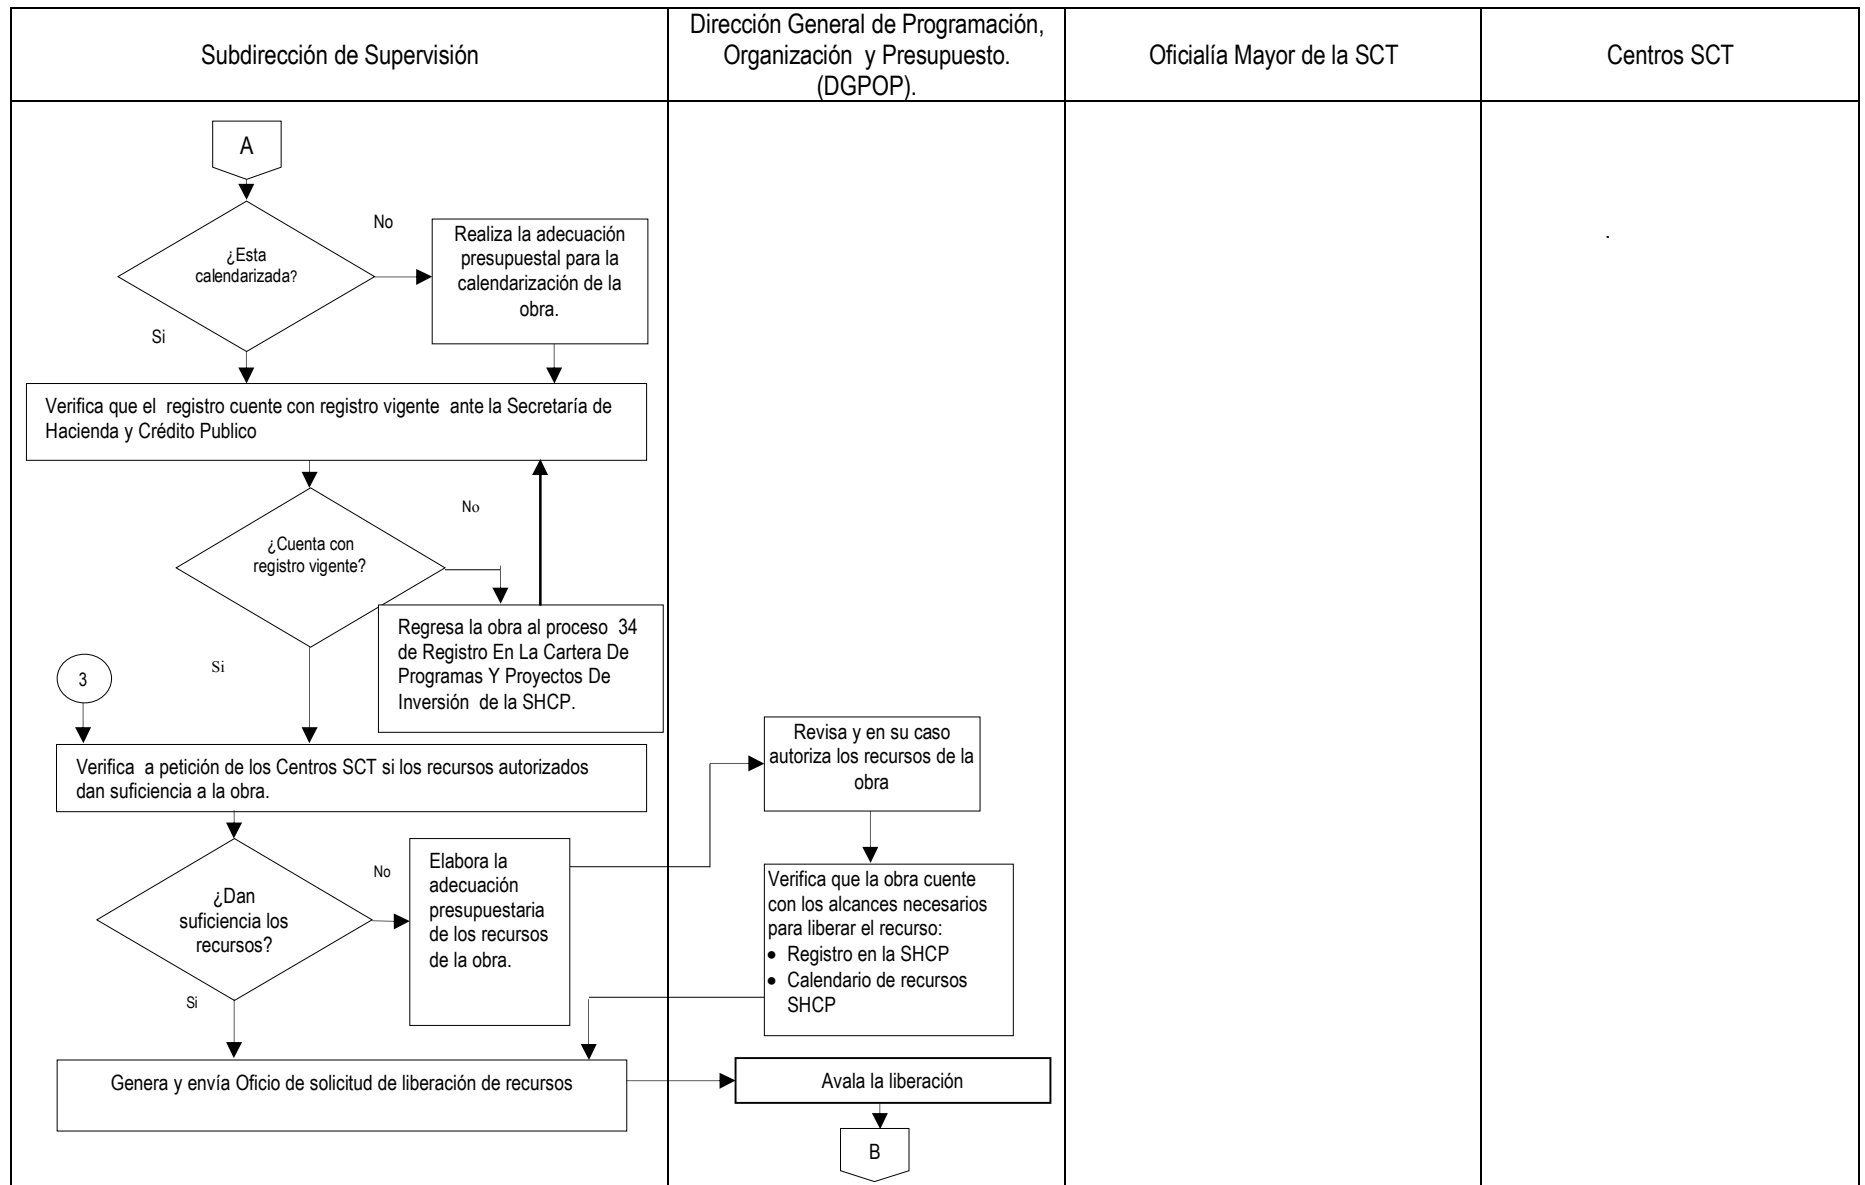 Subdirección de Supervisión
Dirección General de Programación,
Organización y Presupuesto.
(DGPOP).
Oficialía Mayor de la SCT
Centros SCT
A
¿Esta
calendarizada?
No
Realiza la adecuación
presupuestal para la
calendarización de la
obra.
.
Si
Verifica que el registro cuente con registro vigente ante la Secretaría de
Hacienda y Crédito Publico
¿Cuenta con
registro vigente?
No
Regresa la obra al proceso 34
de Registro En La Cartera De
Programas Y Proyectos De
Inversión de la SHCP.
Si
3
Verifica a petición de los Centros SCT si los recursos autorizados
dan suficiencia a la obra.
Revisa y en su caso
autoriza los recursos de la
obra
¿Dan
suficiencia los
recursos?
No
Elabora la
adecuación
presupuestaria
de los recursos
de la obra.
Verifica que la obra cuente
con los alcances necesarios
para liberar el recurso:
• Registro en la SHCP
• Calendario de recursos
SHCP
Si
Genera y envía Oficio de solicitud de liberación de recursos
Avala la liberación
B